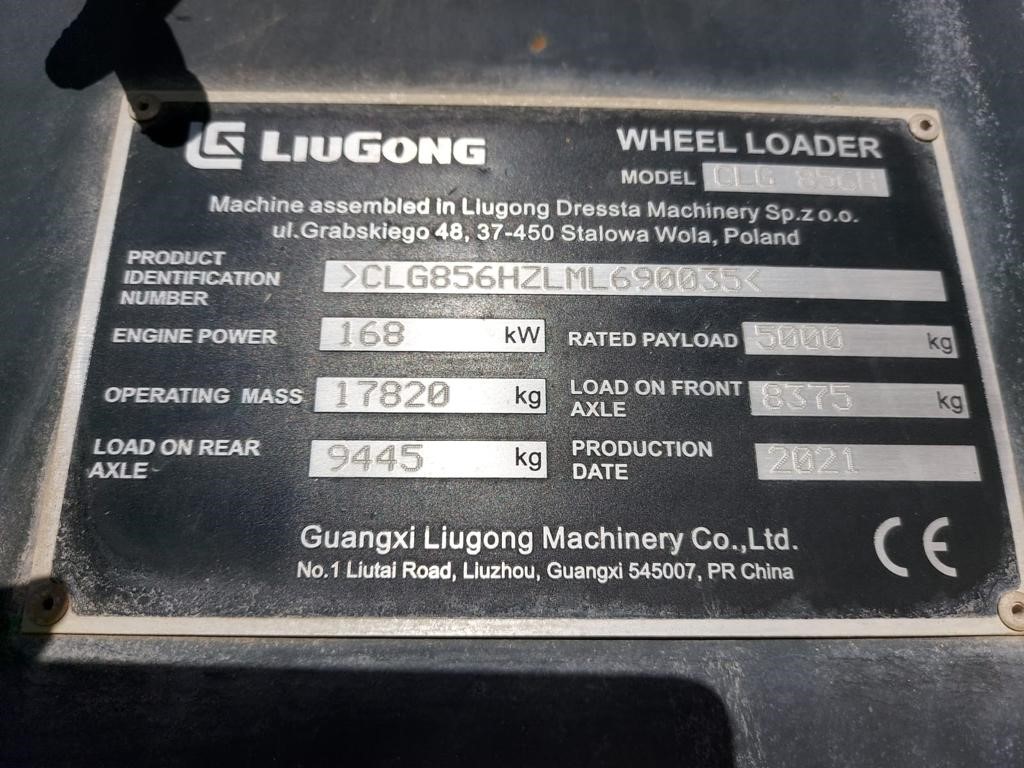 LIUGONG
WHEEL LOADER
MODEL CLG 856H
Machine assembled in Liugong Dressta Machinery Sp.z o.o.
ul.Grabskiego 48, 37-450 Stalowa Wola, Poland
PRODUCT
IDENTIFICATION
NUMBER
>CLG856HZLML690035<
ENGINE POWER 168 kW
RATED PAYLOAD 5000 kg
OPERATING MASS 17820 kg
LOAD ON FRONT
AXLE
8375 kg
LOAD ON REAR
AXLE
9445 kg
PRODUCTION
DATE
2021
Guangxi Liugong Machinery Co.,Ltd.
No.1 Liutai Road, Liuzhou, Guangxi 545007, PR China
CE